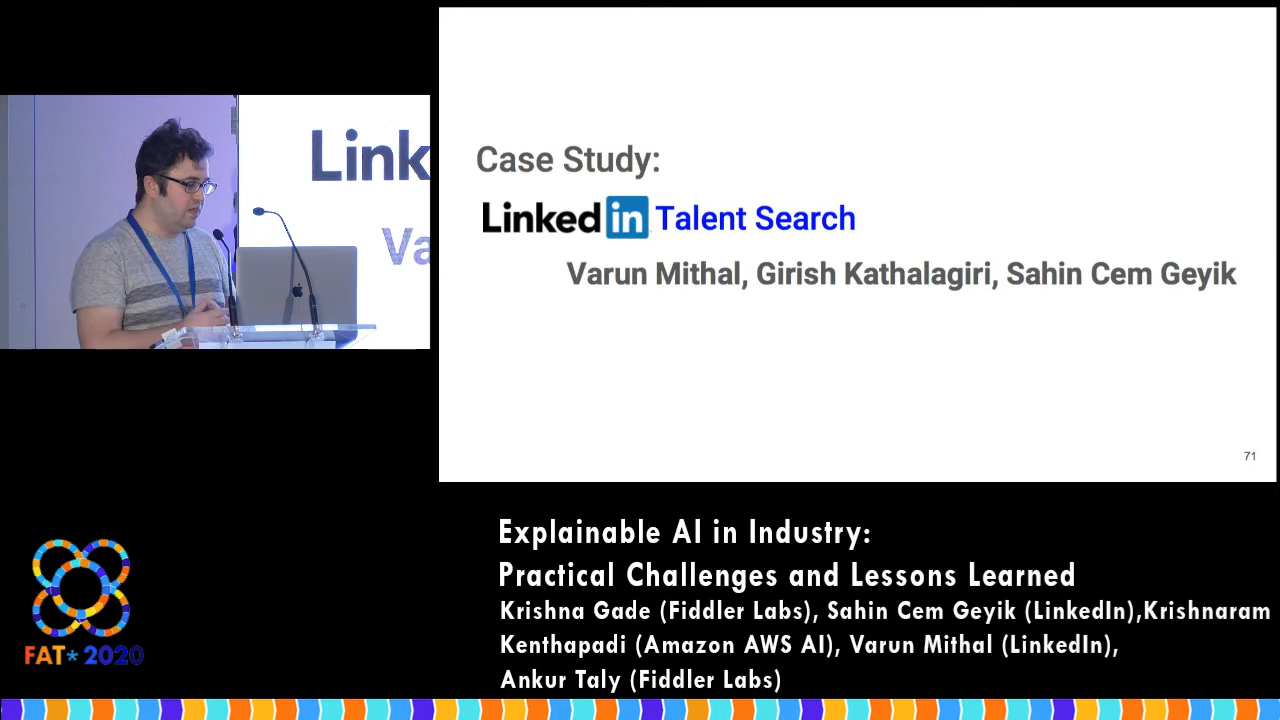 Link
Va
Case Study:
Linked in Talent Search
Varun Mithal, Girish Kathalagiri, Sahin Cem Geyik
71
Explainable AI in Industry:
Practical Challenges and Lessons Learned
Krishna Gade (Fiddler Labs), Sahin Cem Geyik (LinkedIn),Krishnaram
Kenthapadi (Amazon AWS AI), Varun Mithal (LinkedIn),
Ankur Taly (Fiddler Labs)
FAT* 2020